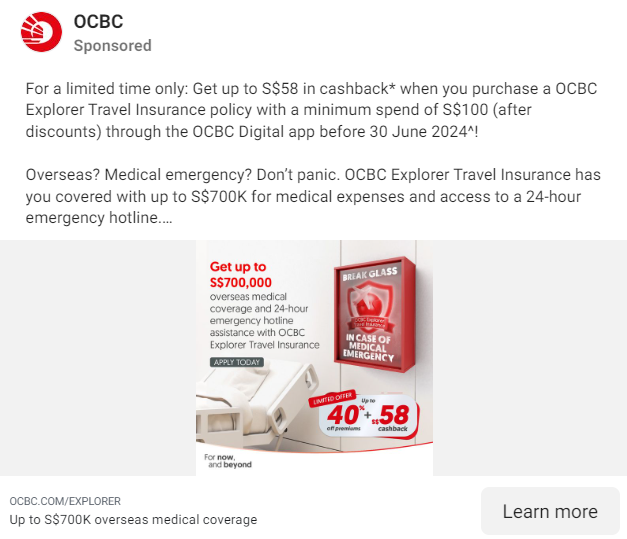 OCBC
Sponsored
For a limited time only: Get up to S$58 in cashback* when you purchase a OCBC
Explorer Travel Insurance policy with a minimum spend of S$100 (after
discounts) through the OCBC Digital app before 30 June 2024^!
Overseas? Medical emergency? Don’t panic. OCBC Explorer Travel Insurance has
you covered with up to S$700K for medical expenses and access to a 24-hour
emergency hotline....
Get up to
S$700,000
overseas medical
coverage and 24-hour
emergency hotline
assistance with OCBC
Explorer Travel Insurance
APPLY TODAY
BREAK GLASS
OCBC Explorer
Travel Insurance
IN CASE OF
MEDICAL
EMERGENCY
LIMITED OFFER
40% off premiums + Up to S$58 cashback
For now,
and beyond
OCBC.COM/EXPLORER
Up to S$700K overseas medical coverage
Learn more